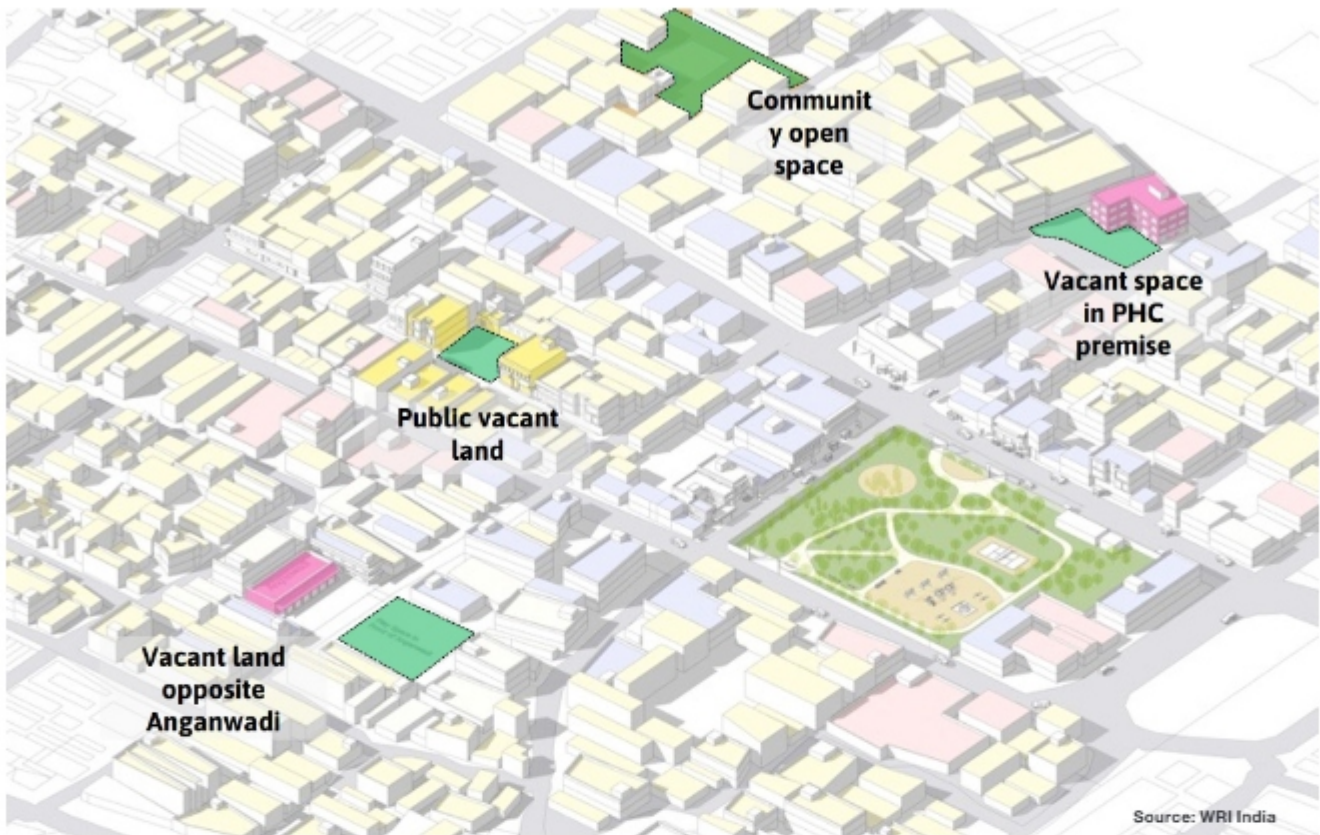 Communit
y open
space
Vacant space
in PHC
premise
Public vacant
land
Vacant land
opposite
Anganwadi
Source: WRI India